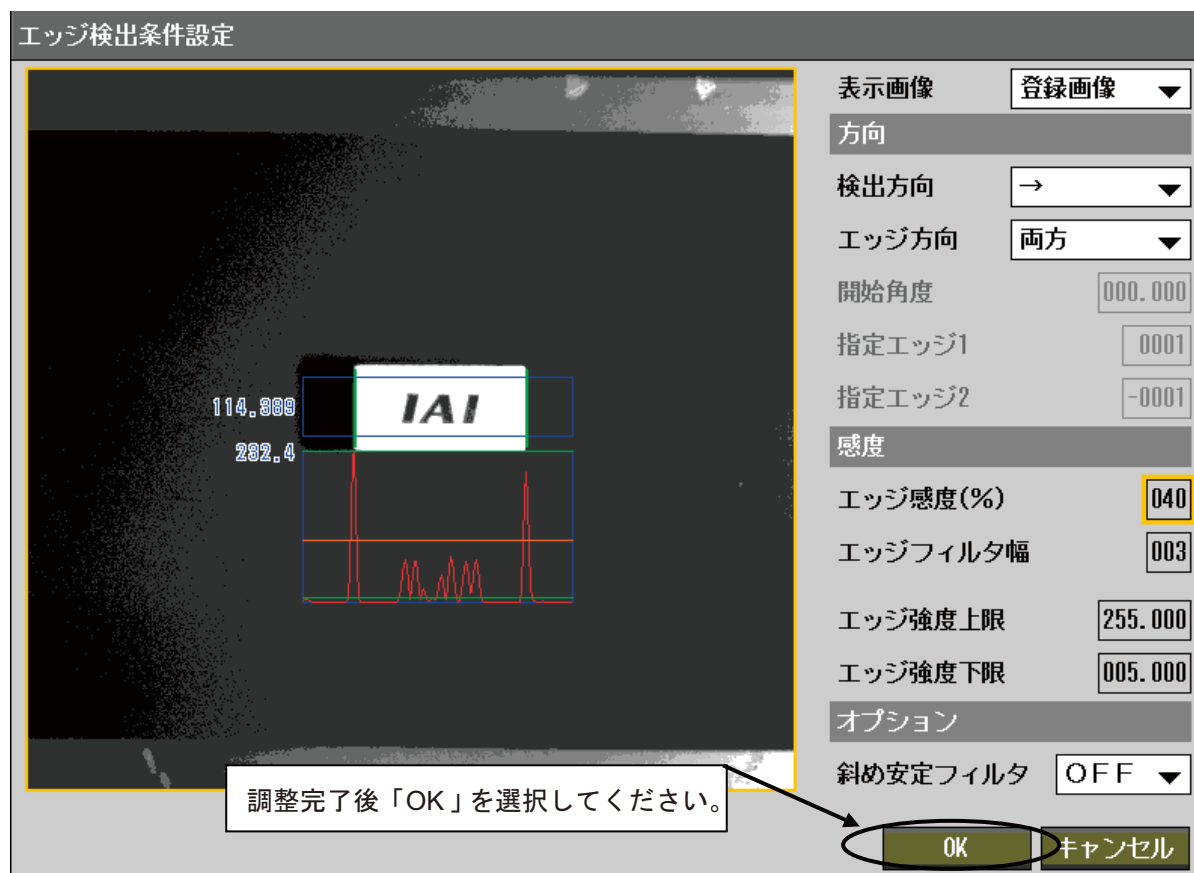 エッジ検出条件設定
表示画像 登録画像
方向
検出方向 →
エッジ方向 両方
開始角度 000.000
指定エッジ1 0001
指定エッジ2 -0001
感度
エッジ感度(%) 040
エッジフィルタ幅 003
エッジ強度上限 255.000
エッジ強度下限 005.000
オプション
斜め安定フィルタ OFF
OK キャンセル
114.389
IAI
232.4
調整完了後「OK」を選択してください。